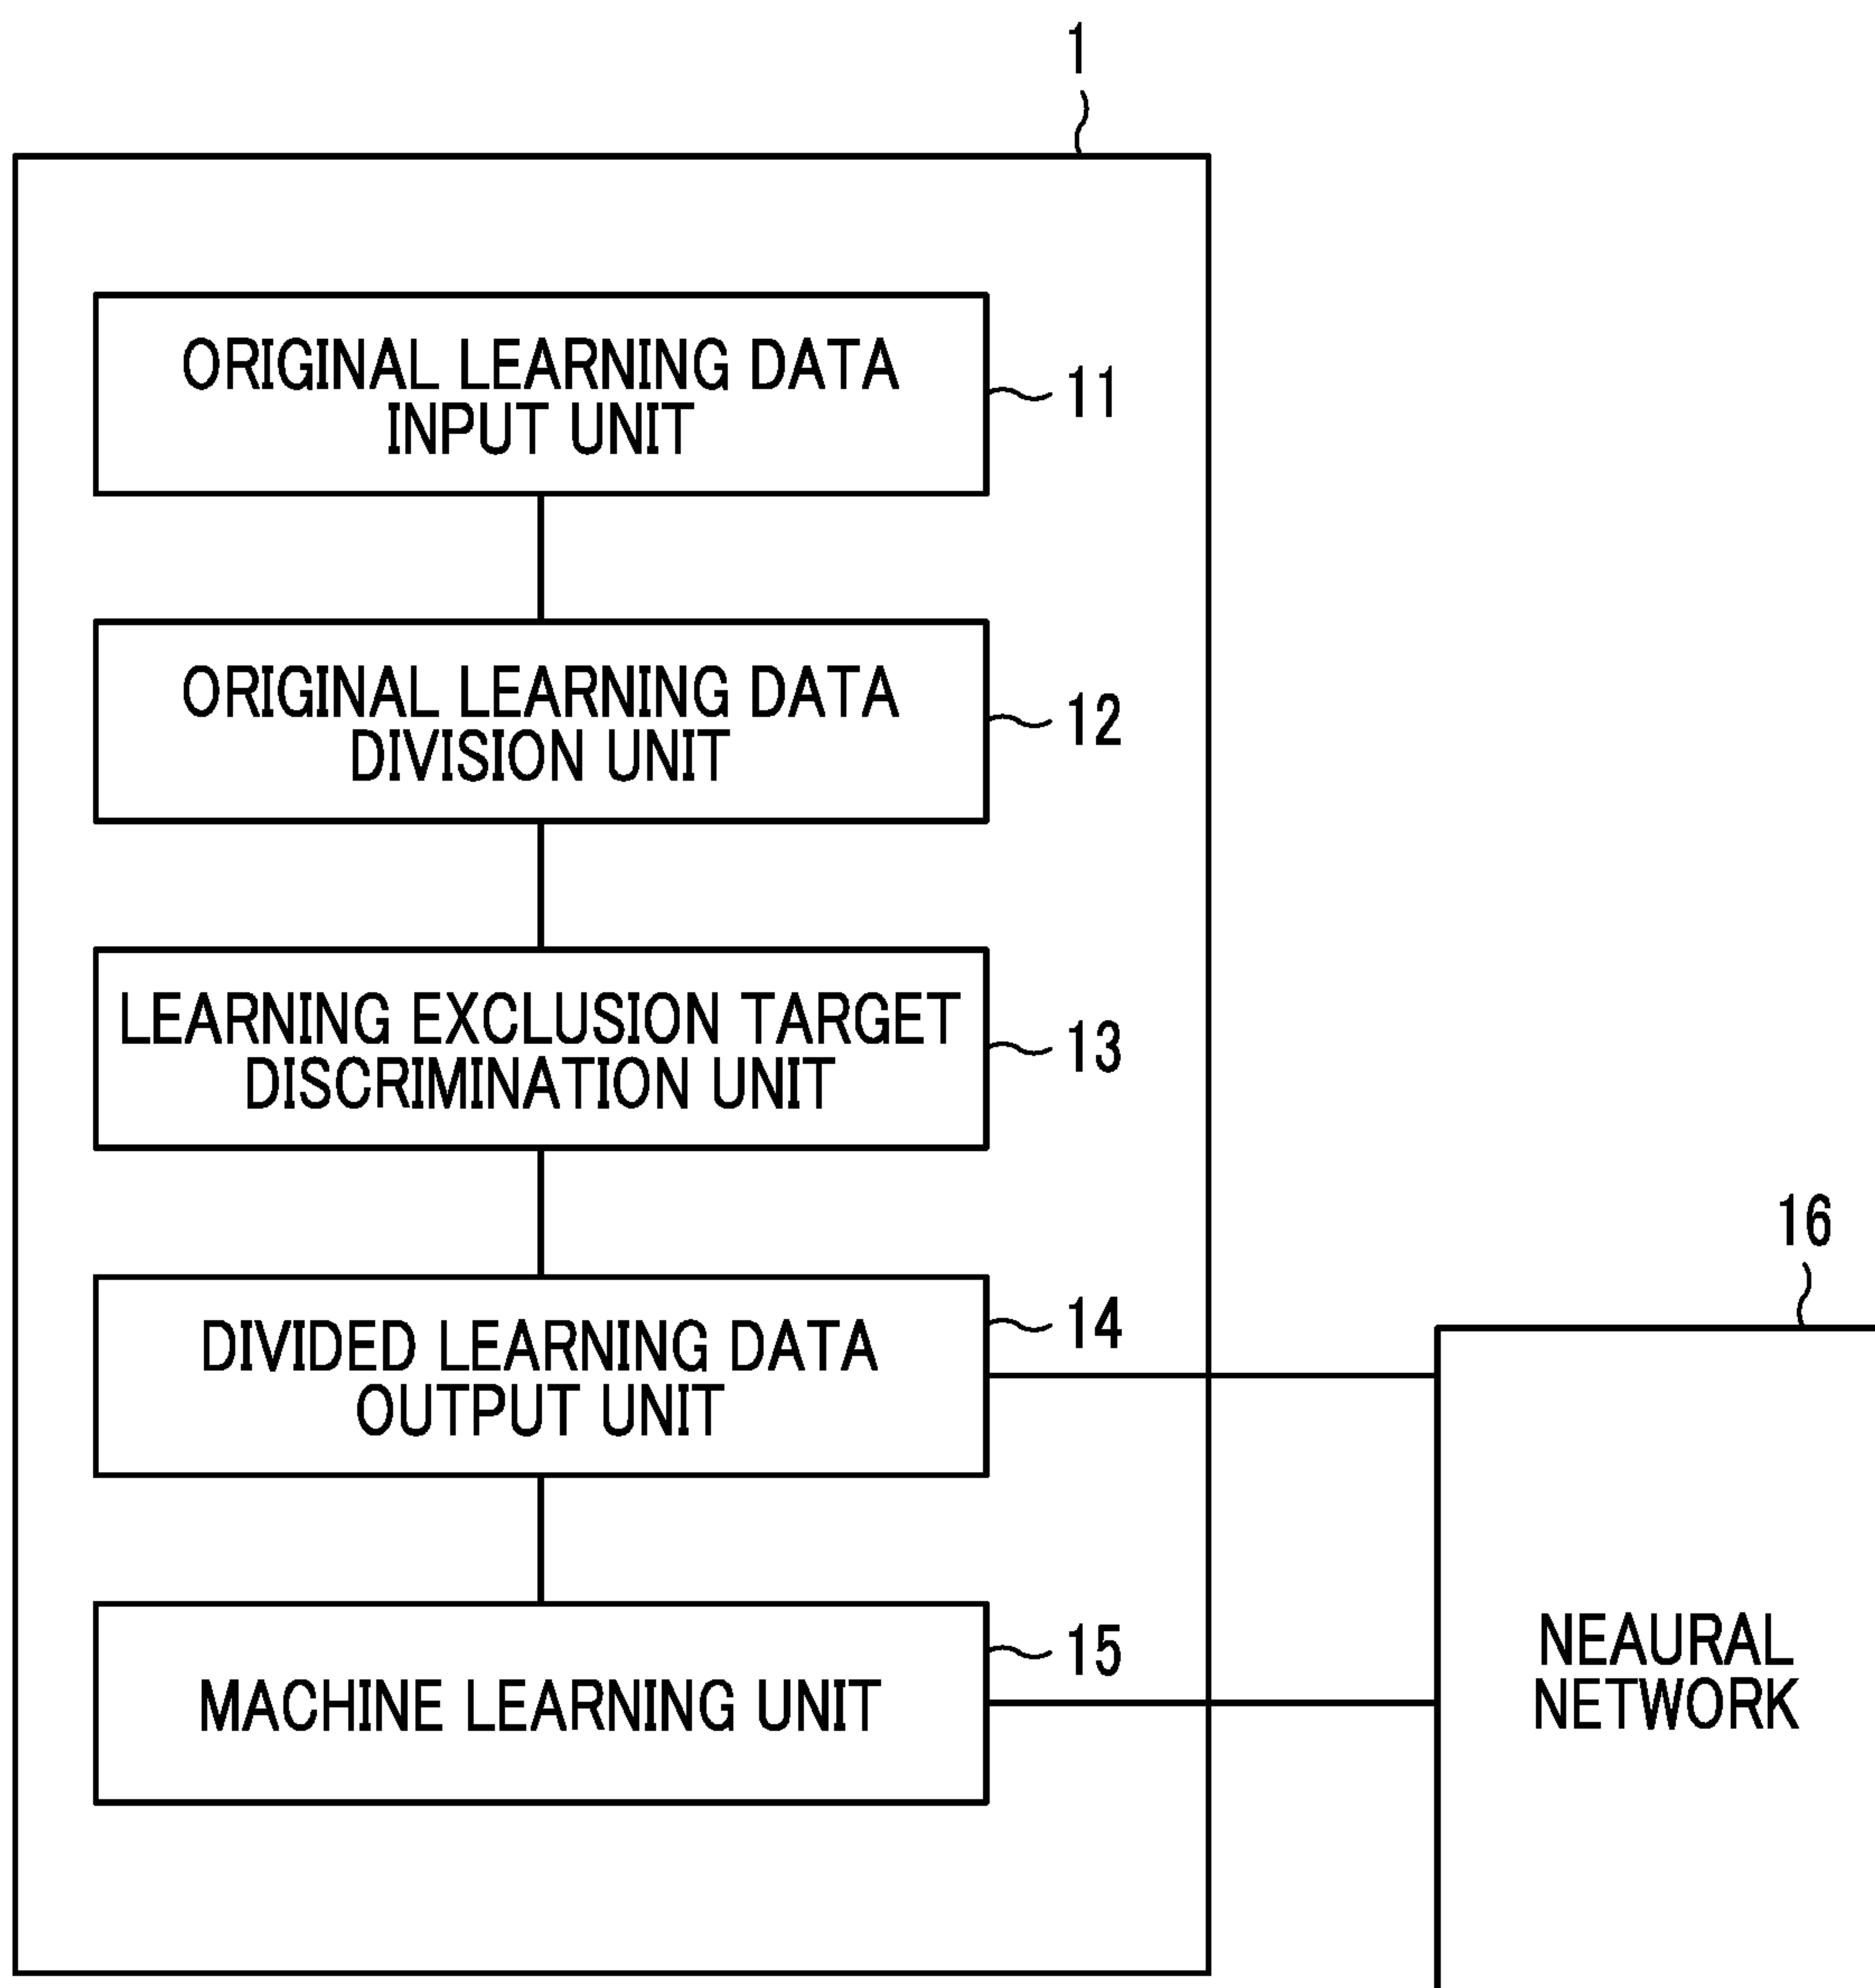 1
ORIGINAL LEARNING DATA
INPUT UNIT
11
ORIGINAL LEARNING DATA
DIVISION UNIT
12
LEARNING EXCLUSION TARGET
DISCRIMINATION UNIT
13
DIVIDED LEARNING DATA
OUTPUT UNIT
14
MACHINE LEARNING UNIT
15
16
NEAURAL
NETWORK